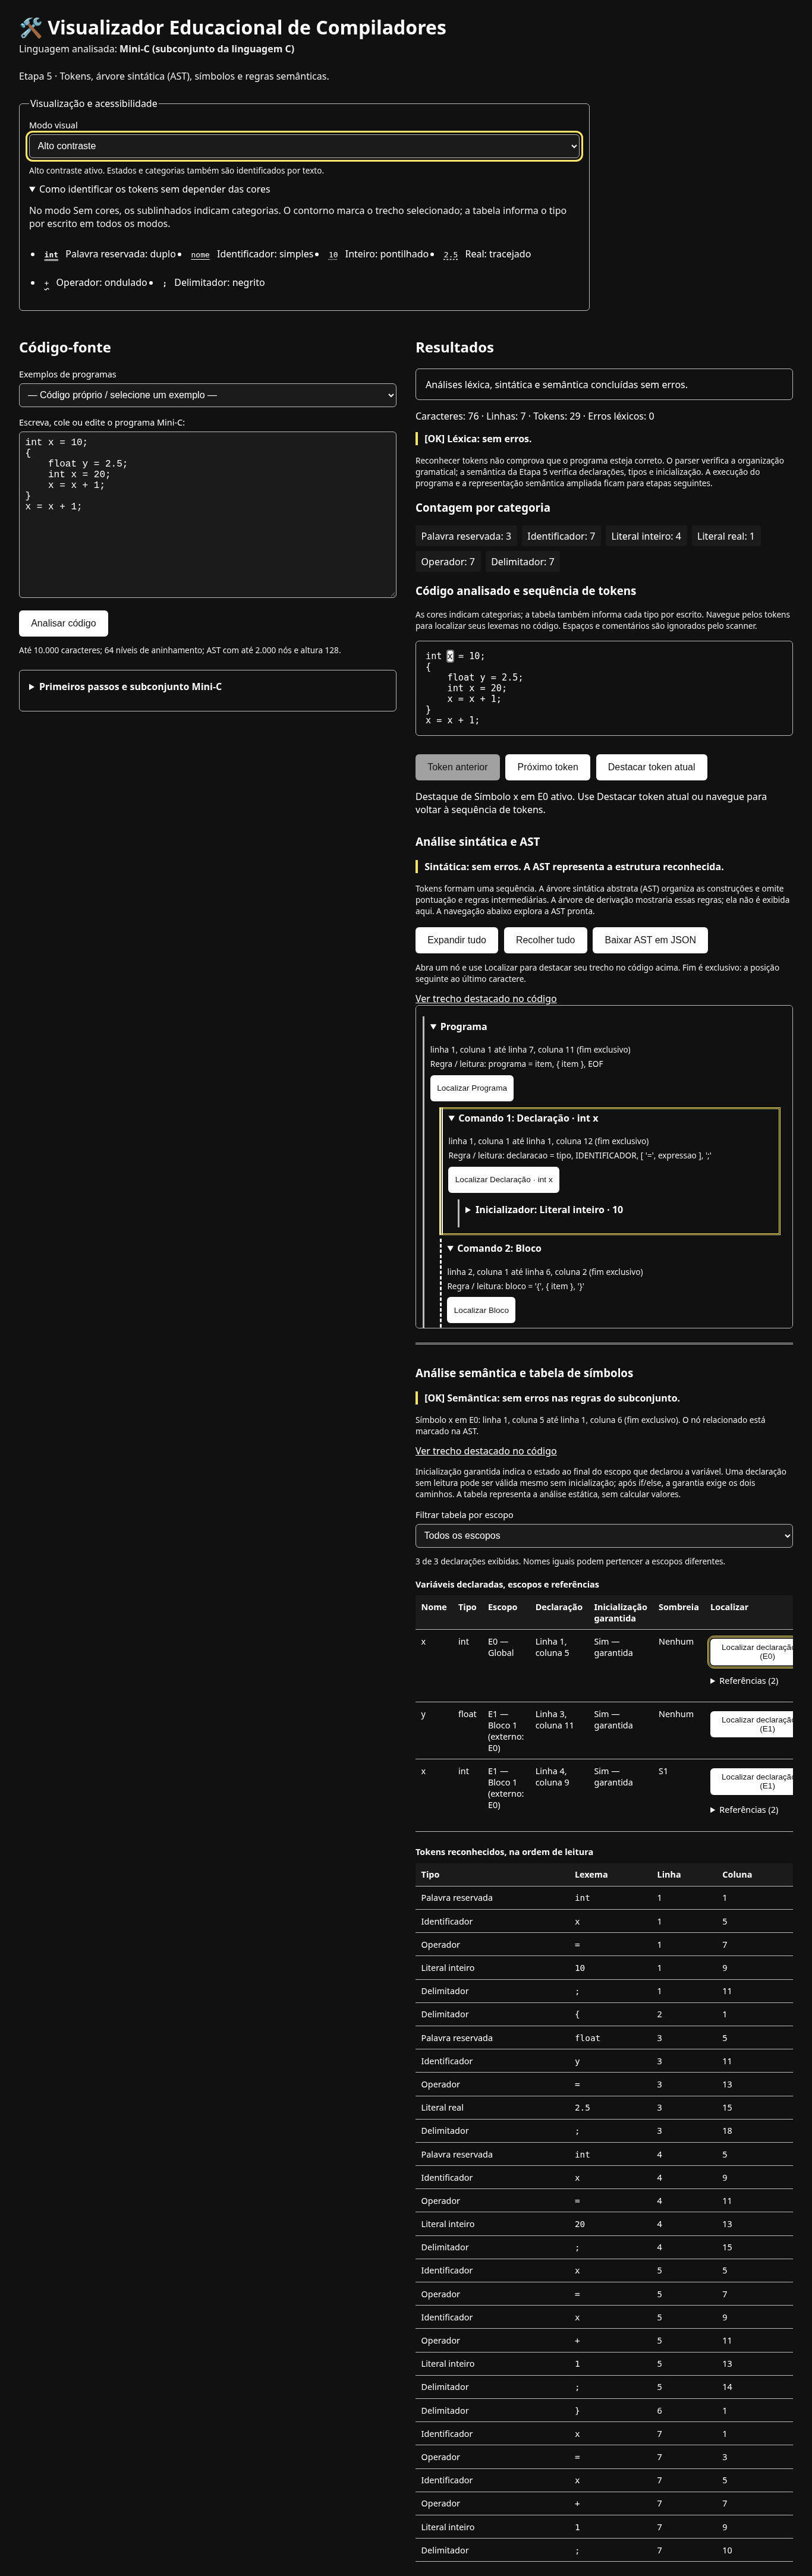 🛠️ Visualizador Educacional de Compiladores
Linguagem analisada: Mini-C (subconjunto da linguagem C)
Etapa 5 · Tokens, árvore sintática (AST), símbolos e regras semânticas.
Visualização e acessibilidade
Modo visual
Alto contraste
Alto contraste ativo. Estados e categorias também são identificados por texto.
▼ Como identificar os tokens sem depender das cores
No modo Sem cores, os sublinhados indicam categorias. O contorno marca o trecho selecionado; a tabela informa o tipo
por escrito em todos os modos.
• int Palavra reservada: duplo • nome Identificador: simples • 10 Inteiro: pontilhado • 2.5 Real: tracejado
• + Operador: ondulado • ; Delimitador: negrito
Código-fonte
Exemplos de programas
— Código próprio / selecione um exemplo —
Escreva, cole ou edite o programa Mini-C:
int x = 10;
{
    float y = 2.5;
    int x = 20;
    x = x + 1;
}
x = x + 1;
Analisar código
Até 10.000 caracteres; 64 níveis de aninhamento; AST com até 2.000 nós e altura 128.
▶ Primeiros passos e subconjunto Mini-C
Resultados
Análises léxica, sintática e semântica concluídas sem erros.
Caracteres: 76 · Linhas: 7 · Tokens: 29 · Erros léxicos: 0
[OK] Léxica: sem erros.
Reconhecer tokens não comprova que o programa esteja correto. O parser verifica a organização
gramatical; a semântica da Etapa 5 verifica declarações, tipos e inicialização. A execução do
programa e a representação semântica ampliada ficam para etapas seguintes.
Contagem por categoria
Palavra reservada: 3 Identificador: 7 Literal inteiro: 4 Literal real: 1
Operador: 7 Delimitador: 7
Código analisado e sequência de tokens
As cores indicam categorias; a tabela também informa cada tipo por escrito. Navegue pelos tokens
para localizar seus lexemas no código. Espaços e comentários são ignorados pelo scanner.
int x = 10;
{
    float y = 2.5;
    int x = 20;
    x = x + 1;
}
x = x + 1;
Token anterior Próximo token Destacar token atual
Destaque de Símbolo x em E0 ativo. Use Destacar token atual ou navegue para
voltar à sequência de tokens.
Análise sintática e AST
Sintática: sem erros. A AST representa a estrutura reconhecida.
Tokens formam uma sequência. A árvore sintática abstrata (AST) organiza as construções e omite
pontuação e regras intermediárias. A árvore de derivação mostraria essas regras; ela não é exibida
aqui. A navegação abaixo explora a AST pronta.
Expandir tudo Recolher tudo Baixar AST em JSON
Abra um nó e use Localizar para destacar seu trecho no código acima. Fim é exclusivo: a posição
seguinte ao último caractere.
Ver trecho destacado no código
▼ Programa
linha 1, coluna 1 até linha 7, coluna 11 (fim exclusivo)
Regra / leitura: programa = item, { item }, EOF
Localizar Programa
▼ Comando 1: Declaração · int x
linha 1, coluna 1 até linha 1, coluna 12 (fim exclusivo)
Regra / leitura: declaracao = tipo, IDENTIFICADOR, [ '=', expressao ], ';'
Localizar Declaração · int x
▶ Inicializador: Literal inteiro · 10
▼ Comando 2: Bloco
linha 2, coluna 1 até linha 6, coluna 2 (fim exclusivo)
Regra / leitura: bloco = '{', { item }, '}'
Localizar Bloco
Análise semântica e tabela de símbolos
[OK] Semântica: sem erros nas regras do subconjunto.
Símbolo x em E0: linha 1, coluna 5 até linha 1, coluna 6 (fim exclusivo). O nó relacionado está
marcado na AST.
Ver trecho destacado no código
Inicialização garantida indica o estado ao final do escopo que declarou a variável. Uma declaração
sem leitura pode ser válida mesmo sem inicialização; após if/else, a garantia exige os dois
caminhos. A tabela representa a análise estática, sem calcular valores.
Filtrar tabela por escopo
Todos os escopos
3 de 3 declarações exibidas. Nomes iguais podem pertencer a escopos diferentes.
Variáveis declaradas, escopos e referências
Nome Tipo Escopo Declaração Inicialização garantida Sombreia Localizar
x int E0 — Global Linha 1, coluna 5 Sim — garantida Nenhum Localizar declaração (E0)
▶ Referências (2)
y float E1 — Bloco 1 (externo: E0) Linha 3, coluna 11 Sim — garantida Nenhum Localizar declaração (E1)
x int E1 — Bloco 1 (externo: E0) Linha 4, coluna 9 Sim — garantida S1 Localizar declaração (E1)
▶ Referências (2)
Tokens reconhecidos, na ordem de leitura
Tipo Lexema Linha Coluna
Palavra reservada int 1 1
Identificador x 1 5
Operador = 1 7
Literal inteiro 10 1 9
Delimitador ; 1 11
Delimitador { 2 1
Palavra reservada float 3 5
Identificador y 3 11
Operador = 3 13
Literal real 2.5 3 15
Delimitador ; 3 18
Palavra reservada int 4 5
Identificador x 4 9
Operador = 4 11
Literal inteiro 20 4 13
Delimitador ; 4 15
Identificador x 5 5
Operador = 5 7
Identificador x 5 9
Operador + 5 11
Literal inteiro 1 5 13
Delimitador ; 5 14
Delimitador } 6 1
Identificador x 7 1
Operador = 7 3
Identificador x 7 5
Operador + 7 7
Literal inteiro 1 7 9
Delimitador ; 7 10